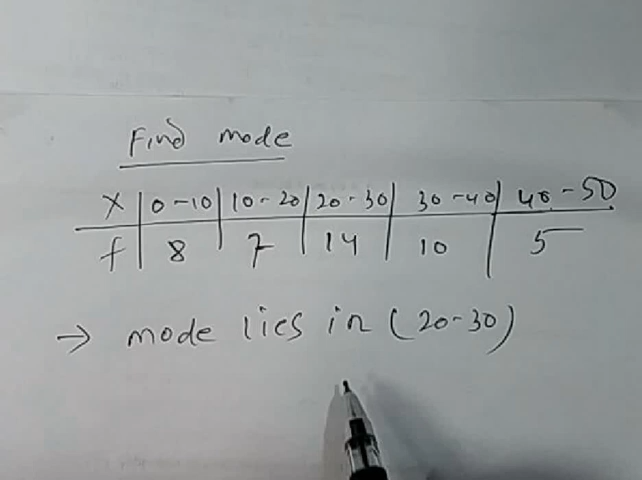 Find mode
X | 0-10 | 10-20 | 20-30 | 30-40 | 40-50
f | 8 | 7 | 14 | 10 | 5
→ mode lies in (20-30)